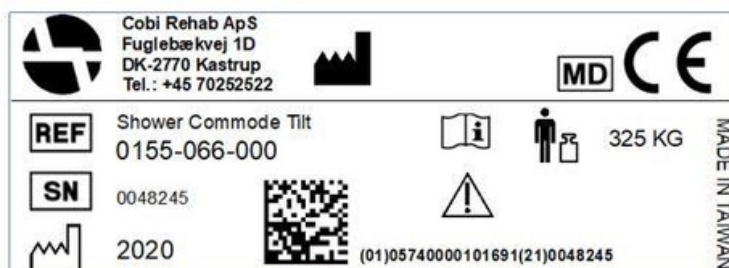 Cobi Rehab ApS
Fuglebækvej 1D
DK-2770 Kastrup
Tel.: +45 70252522
MD CE
REF
Shower Commode Tilt
0155-066-000
325 KG
SN
0048245
2020
(01)05740000101691(21)0048245
MADE IN TAIWAN